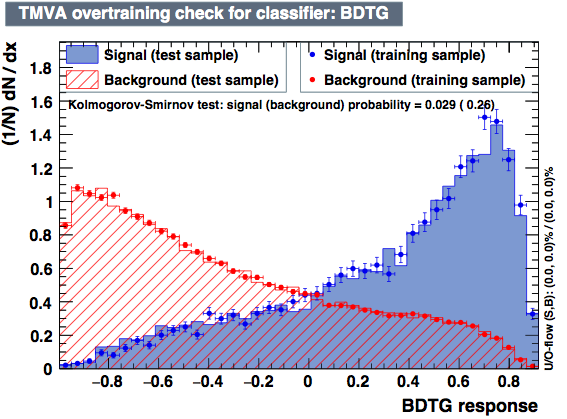 TMVA overtraining check for classifier: BDTG
(1/N) dN / dx
Signal (test sample)
Background (test sample)
Signal (training sample)
Background (training sample)
Kolmogorov-Smirnov test: signal (background) probability = 0.029 ( 0.26)
1.8
1.6
1.4
1.2
1
0.8
0.6
0.4
0.2
0
−0.8 −0.6 −0.4 −0.2 0 0.2 0.4 0.6 0.8
BDTG response
U/O-flow (S,B): (0.0, 0.0)% / (0.0, 0.0)%